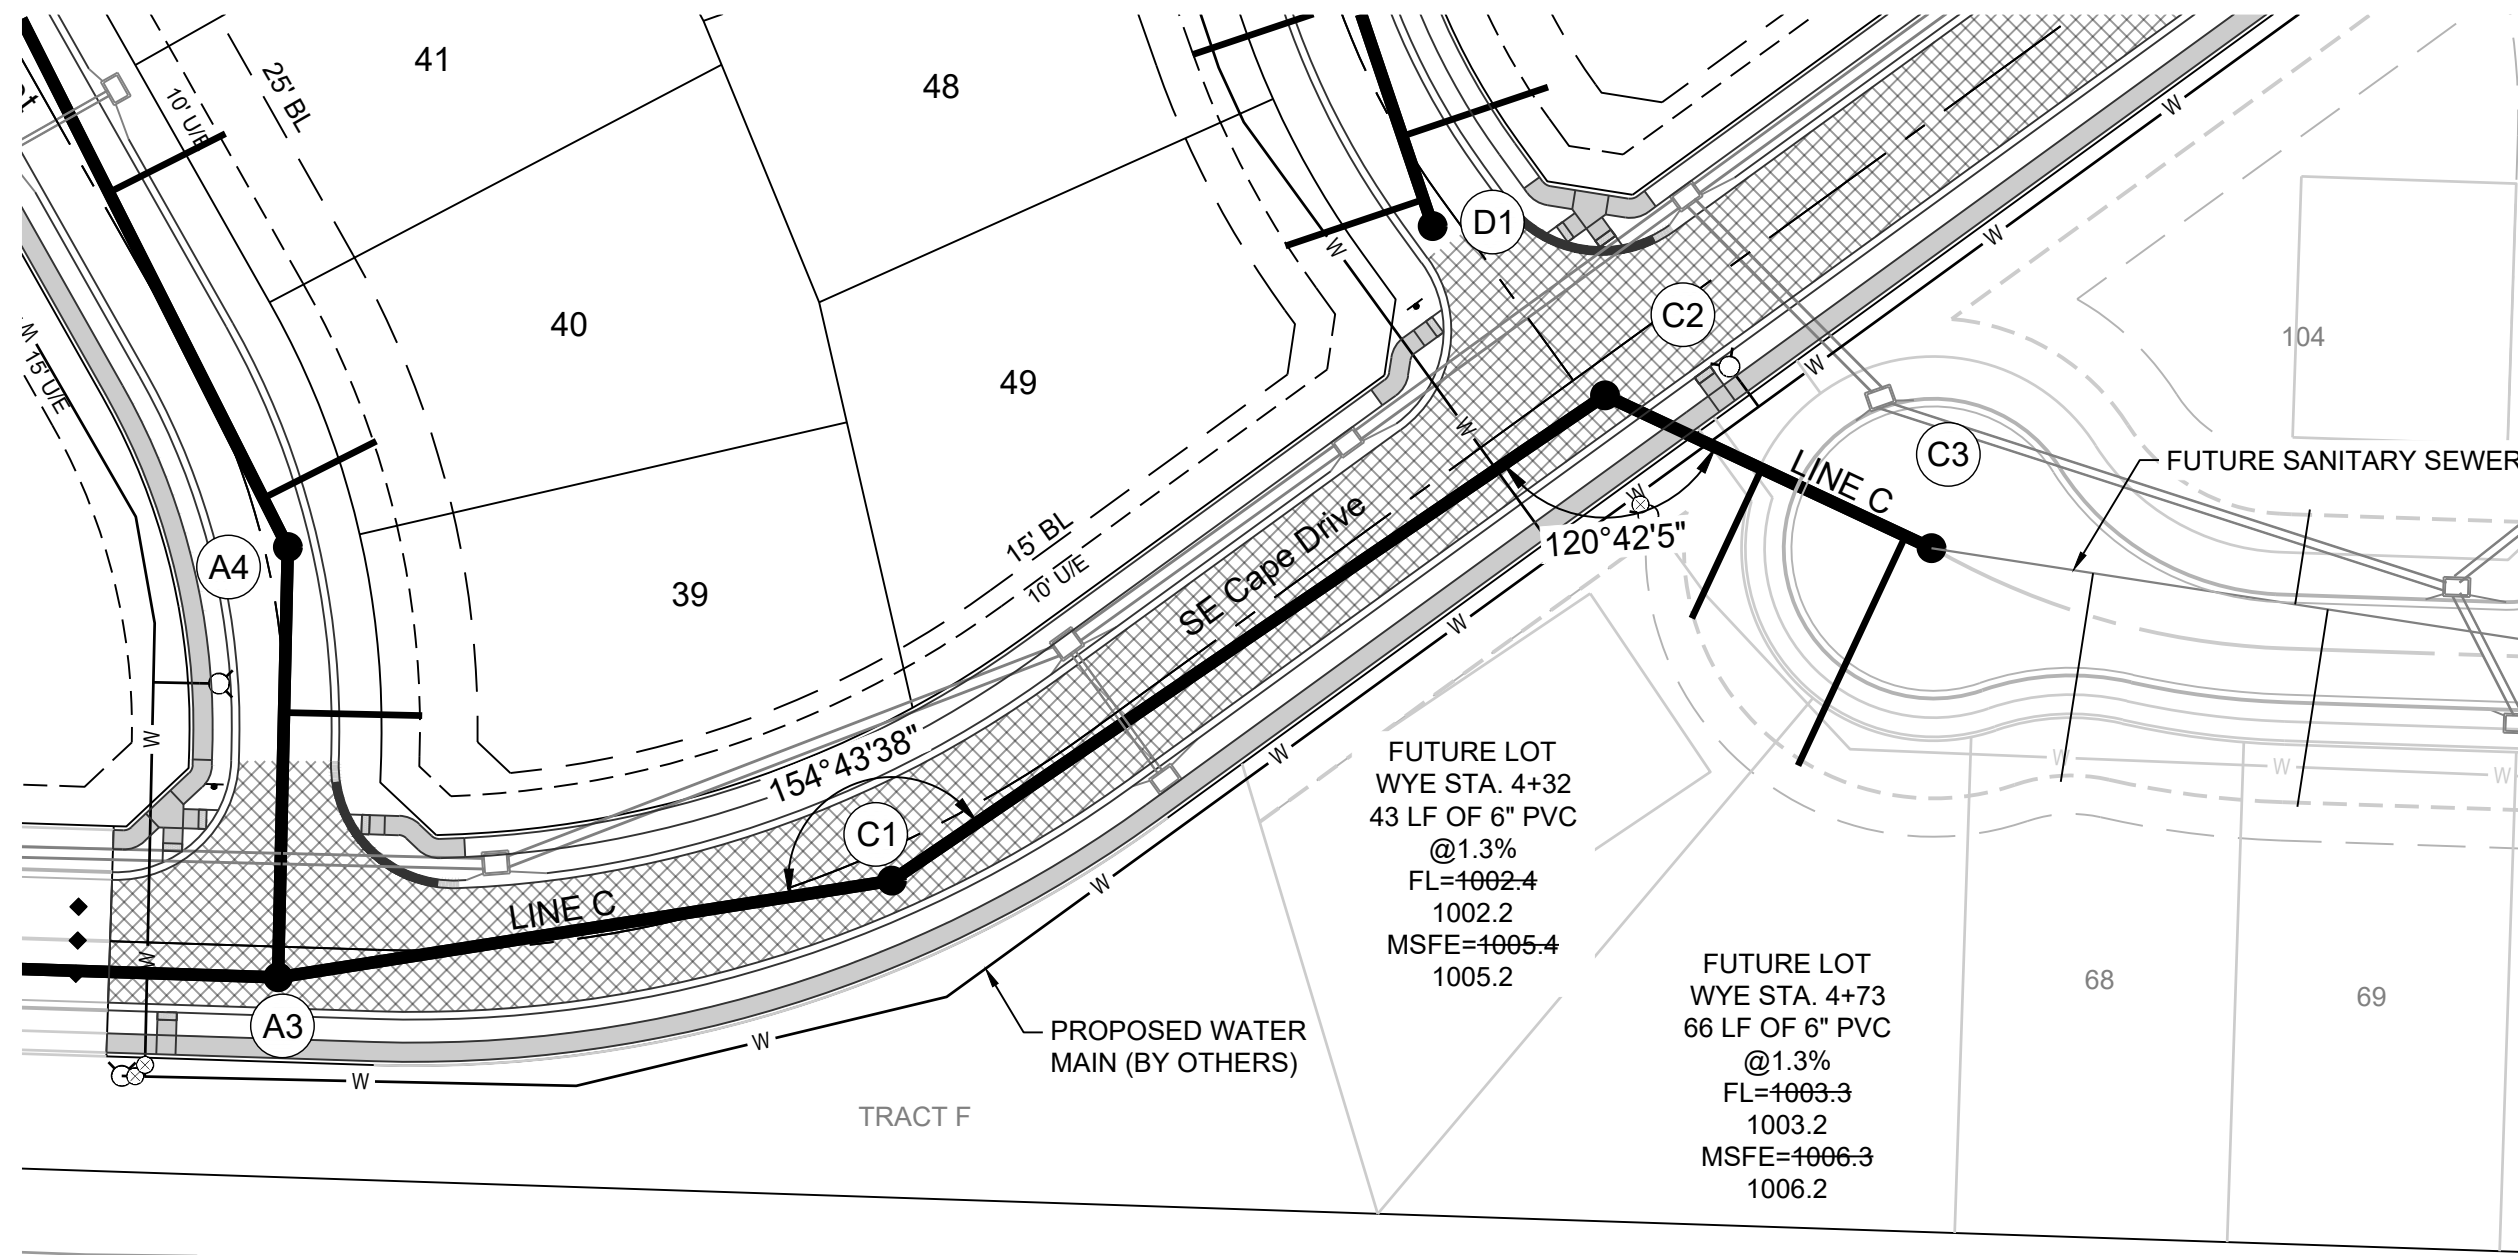 41
48
25' BL
10' U/E
D1
C2
40
49
104
15' U/E
W
W
W
W
W
C3
FUTURE SANITARY SEWER
LINE C
15' BL
10' U/E
SE Cape Drive
120°42'5"
A4
39
W
W
W
154°43'38"
C1
W
W
W
W
W
W
LINE C
W
W
A3
FUTURE LOT
WYE STA. 4+32
43 LF OF 6" PVC
@1.3%
FL=1002.4
1002.2
MSFE=1005.4
1005.2
FUTURE LOT
WYE STA. 4+73
66 LF OF 6" PVC
@1.3%
FL=1003.3
1003.2
MSFE=1006.3
1006.2
68
69
PROPOSED WATER
MAIN (BY OTHERS)
TRACT F